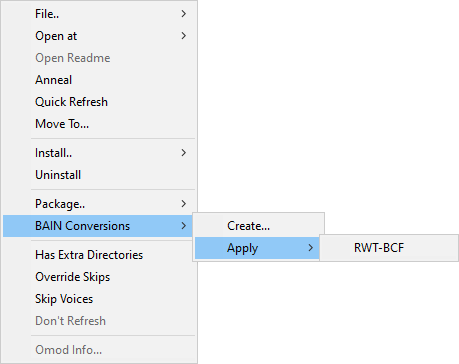 File..
Open at
Open Readme
Anneal
Quick Refresh
Move To...
Install..
Uninstall
Package..
BAIN Conversions
Create...
Apply
RWT-BCF
Has Extra Directories
Override Skips
Skip Voices
Don't Refresh
Omod Info...